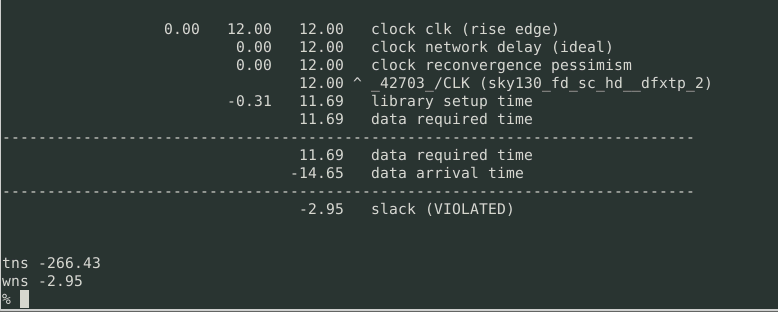 0.00 12.00 12.00 clock clk (rise edge)
0.00 12.00 clock network delay (ideal)
0.00 12.00 clock reconvergence pessimism
12.00 ^ _42703_/CLK (sky130_fd_sc_hd__dfxtp_2)
-0.31 11.69 library setup time
11.69 data required time
-----------------------------------------------------------------------------
11.69 data required time
-14.65 data arrival time
-----------------------------------------------------------------------------
-2.95 slack (VIOLATED)
tns -266.43
wns -2.95
%